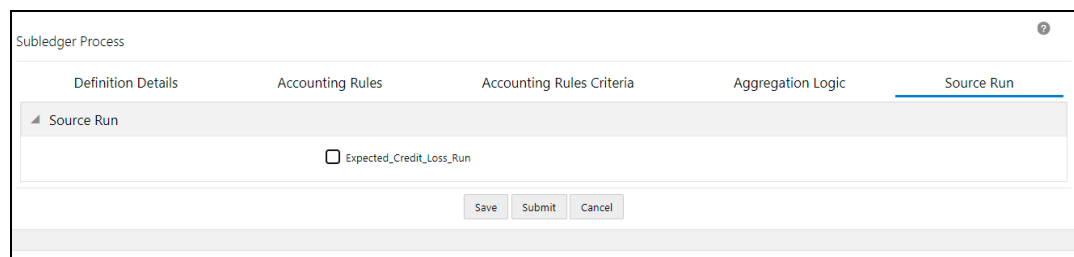 ?
Subledger Process
Definition Details Accounting Rules Accounting Rules Criteria Aggregation Logic Source Run
Source Run
Expected_Credit_Loss_Run
Save Submit Cancel